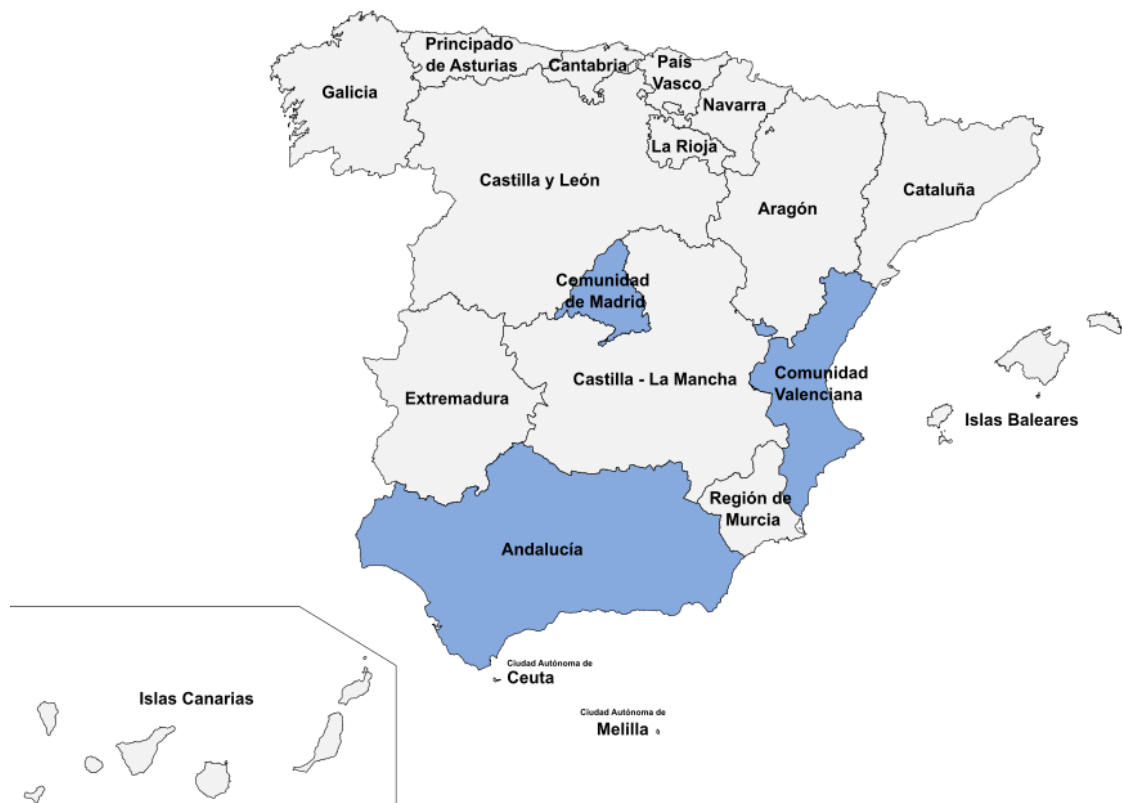 Principado
de Asturias
Cantabria
País
Vasco
Galicia
Navarra
La Rioja
Castilla y León
Cataluña
Aragón
Comunidad
de Madrid
Castilla - La Mancha
Comunidad
Valenciana
Extremadura
Islas Baleares
Región de
Murcia
Andalucía
Ciudad Autónoma de
Ceuta
Islas Canarias
Ciudad Autónoma de
Melilla